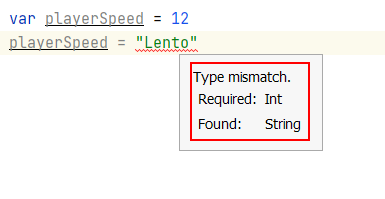 var playerSpeed = 12
playerSpeed = "Lento"
Type mismatch.
Required: Int
Found: String